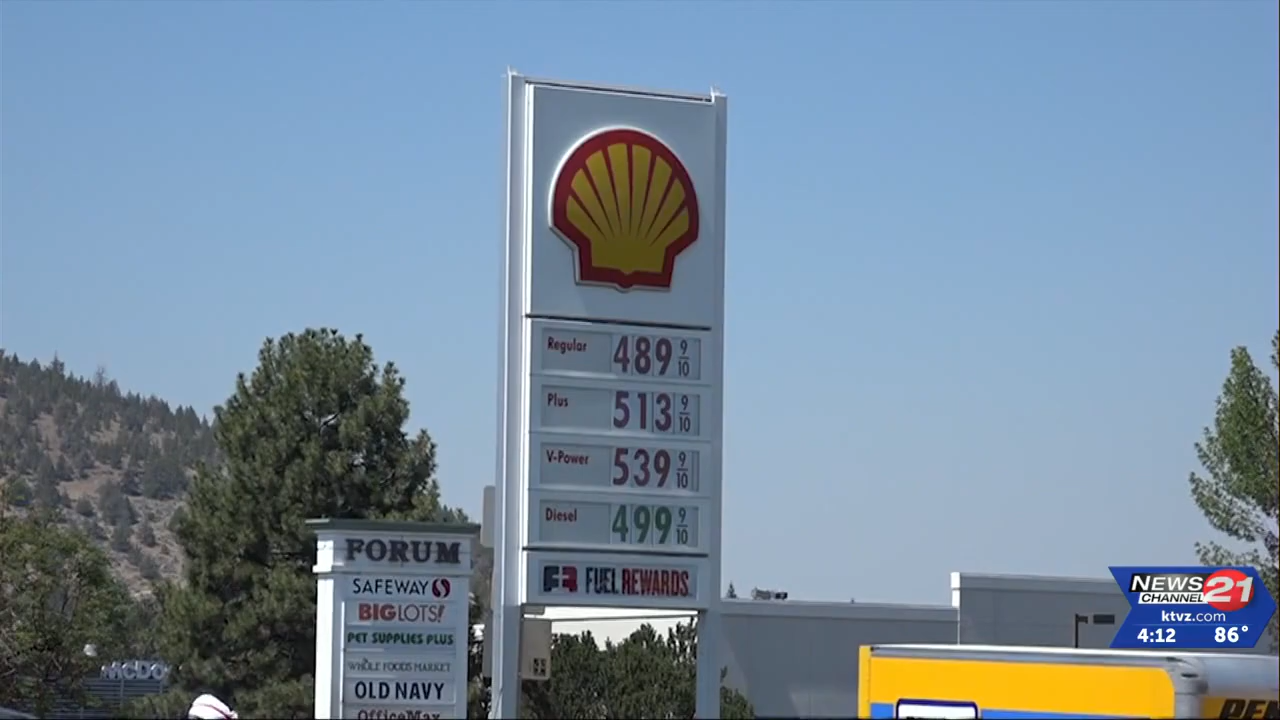 Regular 489 9/10
Plus 513 9/10
V-Power 539 9/10
Diesel 499 9/10
FR FUEL REWARDS
FORUM
SAFEWAY
BIG LOTS!
PET SUPPLIES PLUS
WHOLE FOODS MARKET
OLD NAVY
OfficeMax
NEWS CHANNEL 21
ktvz.com
4:12 86°